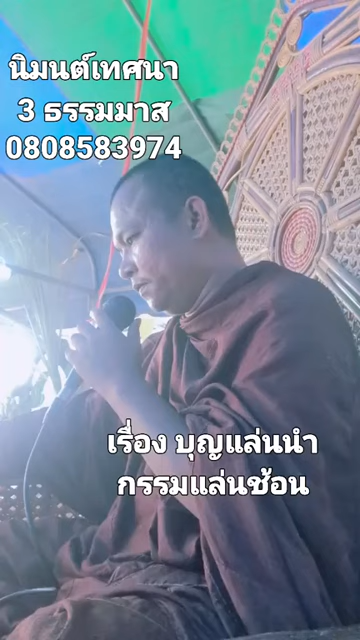 นิมนต์เทศนา
3 ธรรมมาส
0808583974
เรื่อง บุญแล่นนำ
กรรมแล่นซ้อน